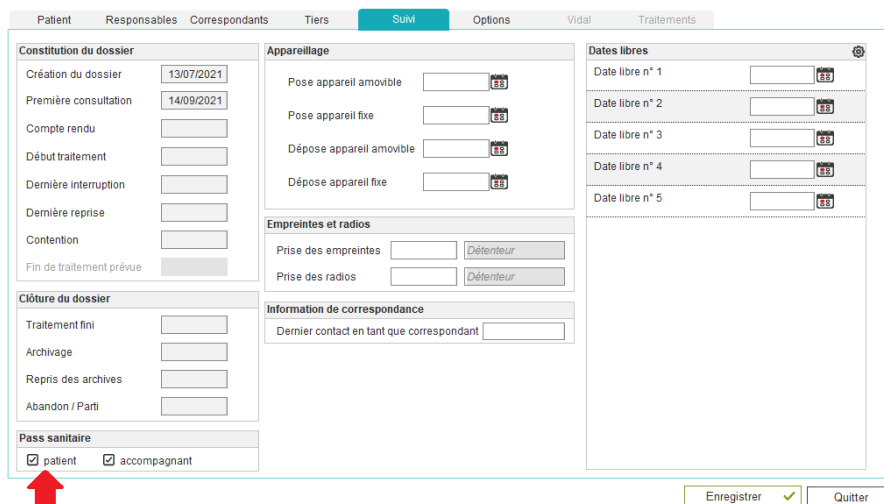 Patient Responsables Correspondants Tiers Suivi Options Vidal Traitements
Constitution du dossier
Création du dossier 13/07/2021
Première consultation 14/09/2021
Compte rendu
Début traitement
Dernière interruption
Dernière reprise
Contention
Fin de traitement prévue
Clôture du dossier
Traitement fini
Archivage
Repris des archives
Abandon / Parti
Pass sanitaire
patient accompagnant
Appareillage
Pose appareil amovible
Pose appareil fixe
Dépose appareil amovible
Dépose appareil fixe
Empreintes et radios
Prise des empreintes Détenteur
Prise des radios Détenteur
Information de correspondance
Dernier contact en tant que correspondant
Dates libres
Date libre n° 1
Date libre n° 2
Date libre n° 3
Date libre n° 4
Date libre n° 5
Enregistrer Quitter